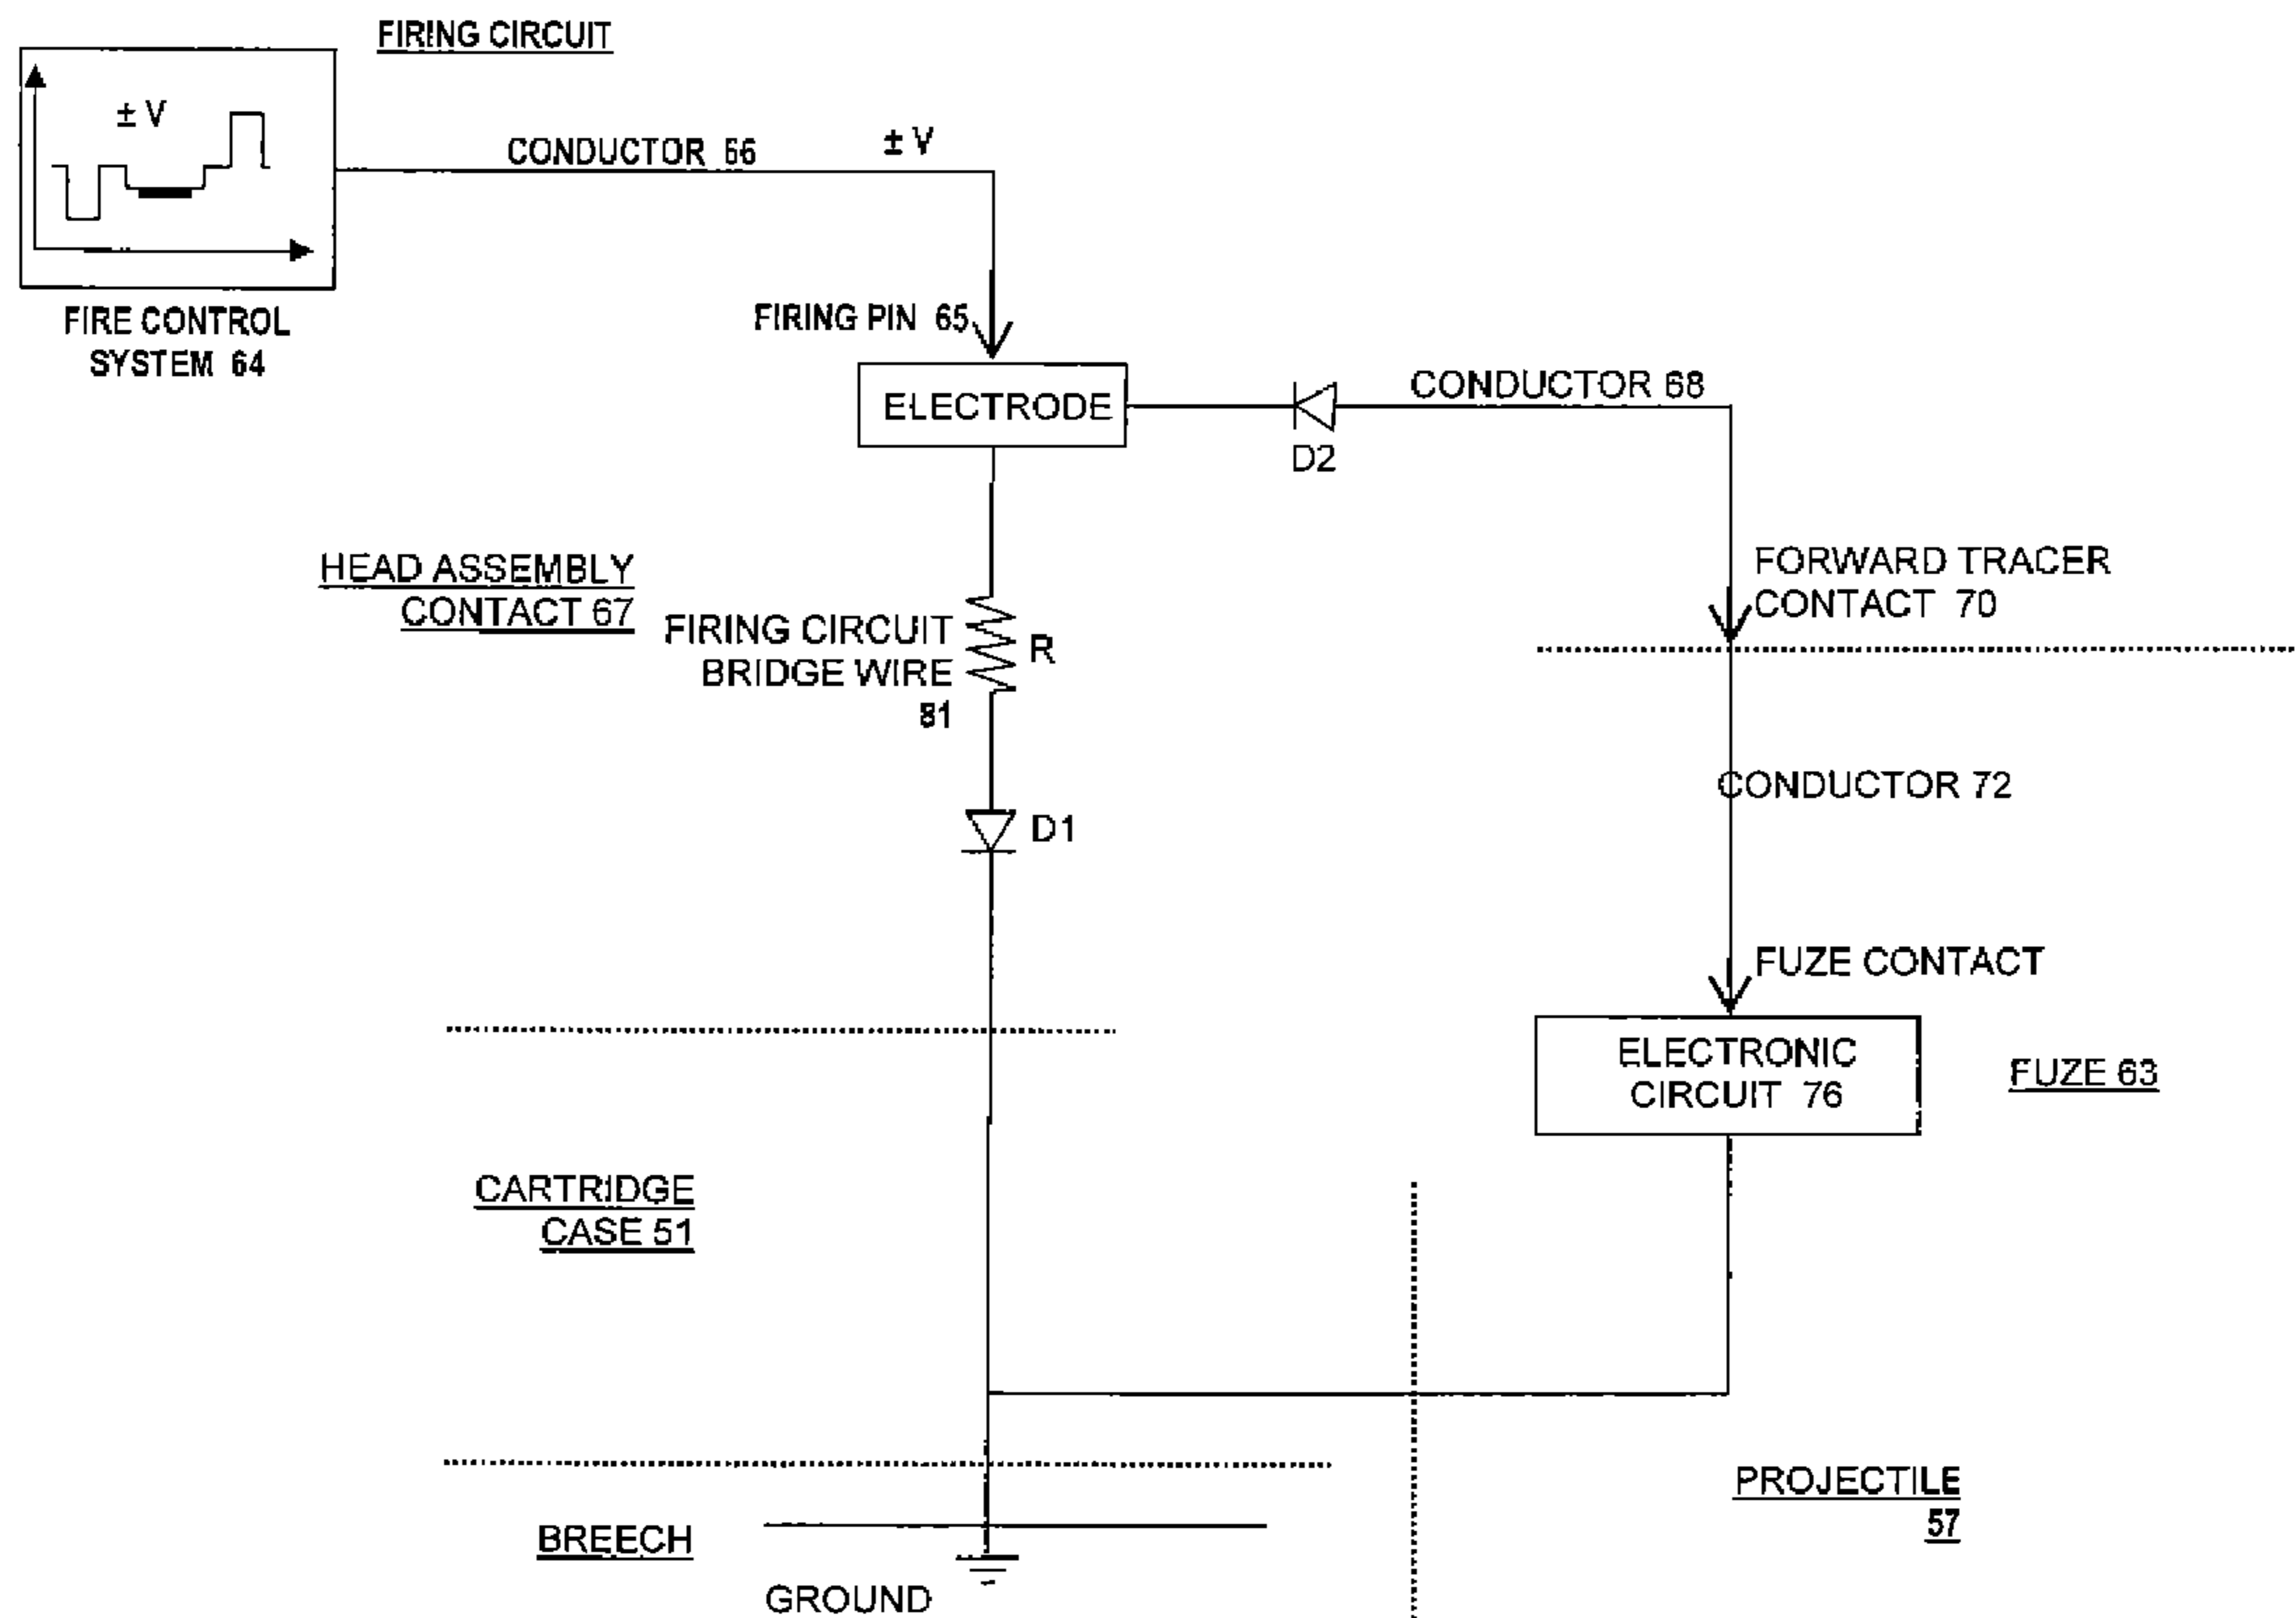 FIRING CIRCUIT
± V
CONDUCTOR 66
± V
FIRE CONTROL
SYSTEM 64
FIRING PIN 65
ELECTRODE
CONDUCTOR 68
D2
HEAD ASSEMBLY
CONTACT 67
FORWARD TRACER
CONTACT 70
FIRING CIRCUIT
BRIDGE WIRE
81
R
CONDUCTOR 72
D1
FUZE CONTACT
ELECTRONIC
CIRCUIT 76
FUZE 63
CARTRIDGE
CASE 51
PROJECTILE
57
BREECH
GROUND